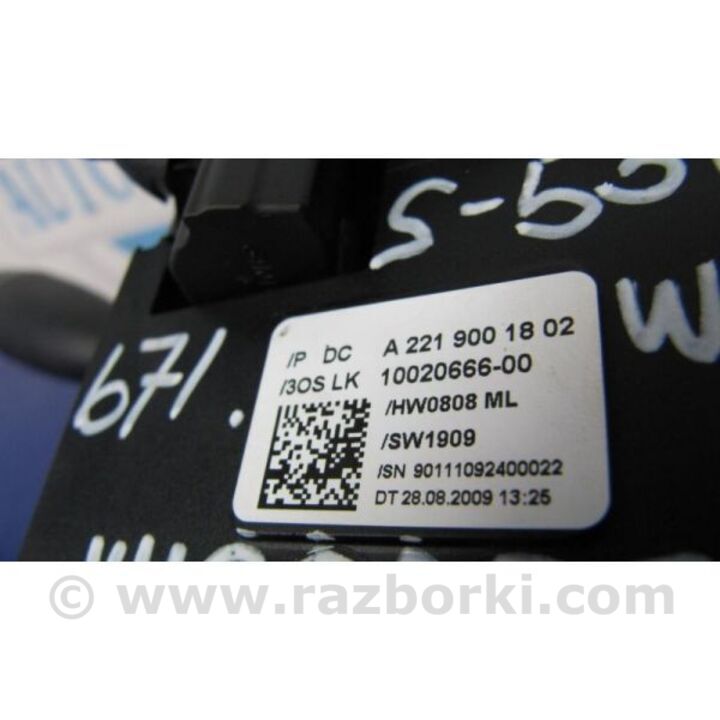 S-55
W
671.
/P bc A 221 900 18 02
/3OS LK 10020666-00
/HW0808 ML
/SW1909
/SN 90111092400022
DT 28.08.2009 13:25
© www.razborki.com